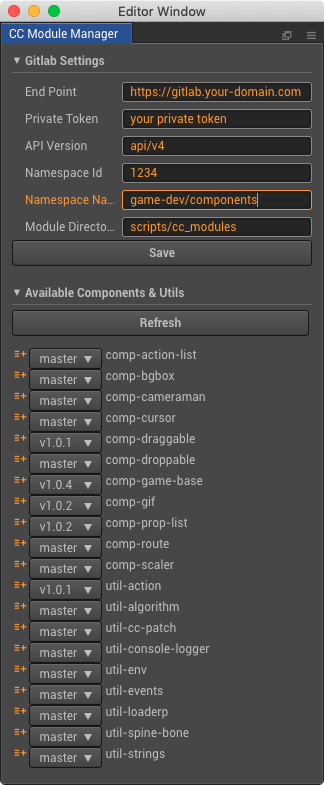 Editor Window
CC Module Manager
Gitlab Settings
End Point https://gitlab.your-domain.com
Private Token your private token
API Version api/v4
Namespace Id 1234
Namespace Na... game-dev/components
Module Directo... scripts/cc_modules
Save
Available Components & Utils
Refresh
master comp-action-list
master comp-bgbox
master comp-cameraman
master comp-cursor
v1.0.1 comp-draggable
master comp-droppable
v1.0.4 comp-game-base
v1.0.2 comp-gif
v1.0.2 comp-prop-list
master comp-route
master comp-scaler
v1.0.1 util-action
master util-algorithm
master util-cc-patch
master util-console-logger
master util-env
master util-events
master util-loaderp
master util-spine-bone
master util-strings